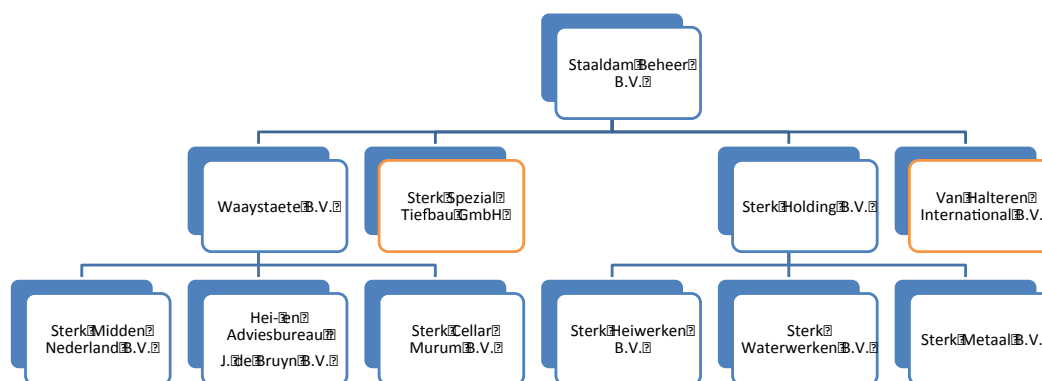 Staaldam Beheer
B.V.
Waaystaete B.V.
Sterk Spezial
Tiefbau GmbH
Sterk Holding B.V.
Van Halteren
International B.V.
Sterk Midden
Nederland B.V.
Hei- en
Adviesbureau
J. de Bruyn B.V.
Sterk Cellar
Murum B.V.
Sterk Heiwerken
B.V.
Sterk
Waterwerken B.V.
Sterk Metaal B.V.